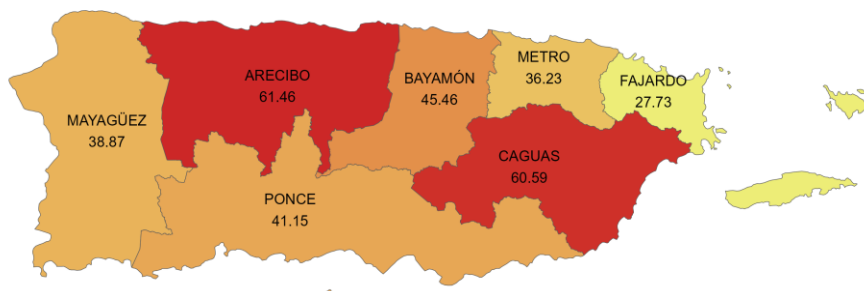 METRO
36.23
ARECIBO
61.46
BAYAMÓN
45.46
FAJARDO
27.73
MAYAGÜEZ
38.87
CAGUAS
60.59
PONCE
41.15